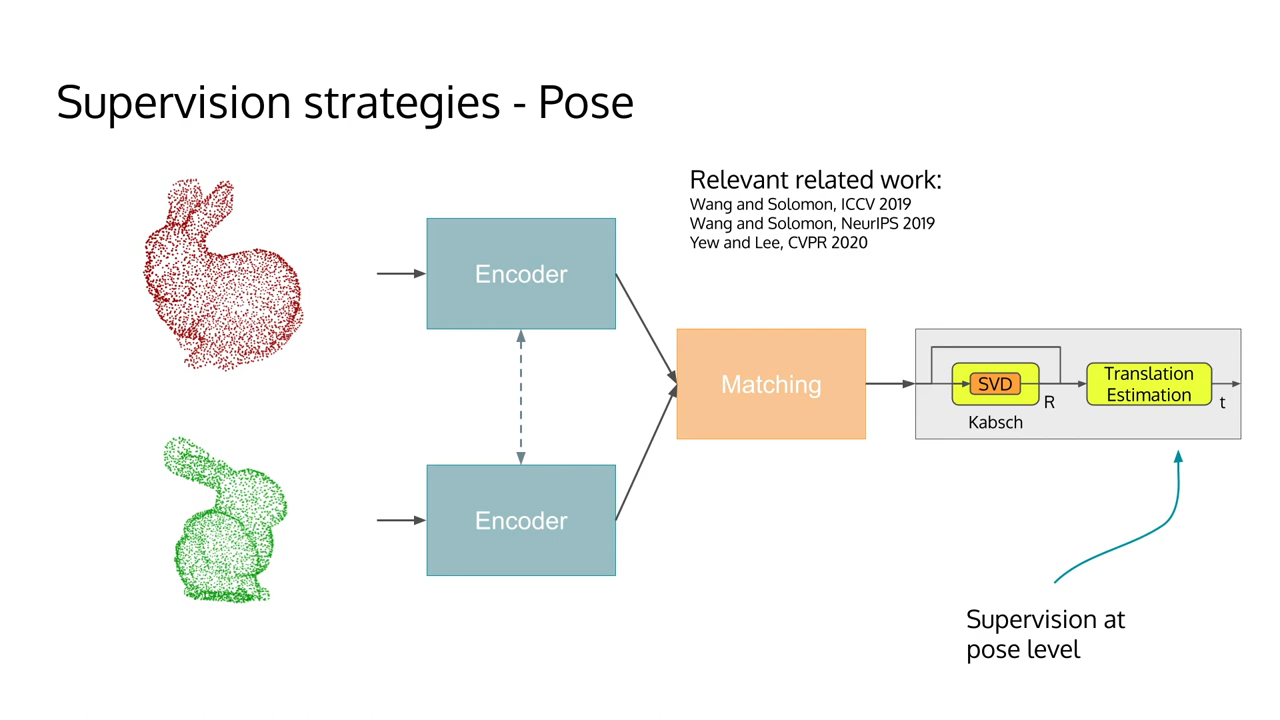 Supervision strategies - Pose
Relevant related work:
Wang and Solomon, ICCV 2019
Wang and Solomon, NeurIPS 2019
Yew and Lee, CVPR 2020
Encoder
Encoder
Matching
SVD
Kabsch
R
Translation
Estimation
t
Supervision at
pose level